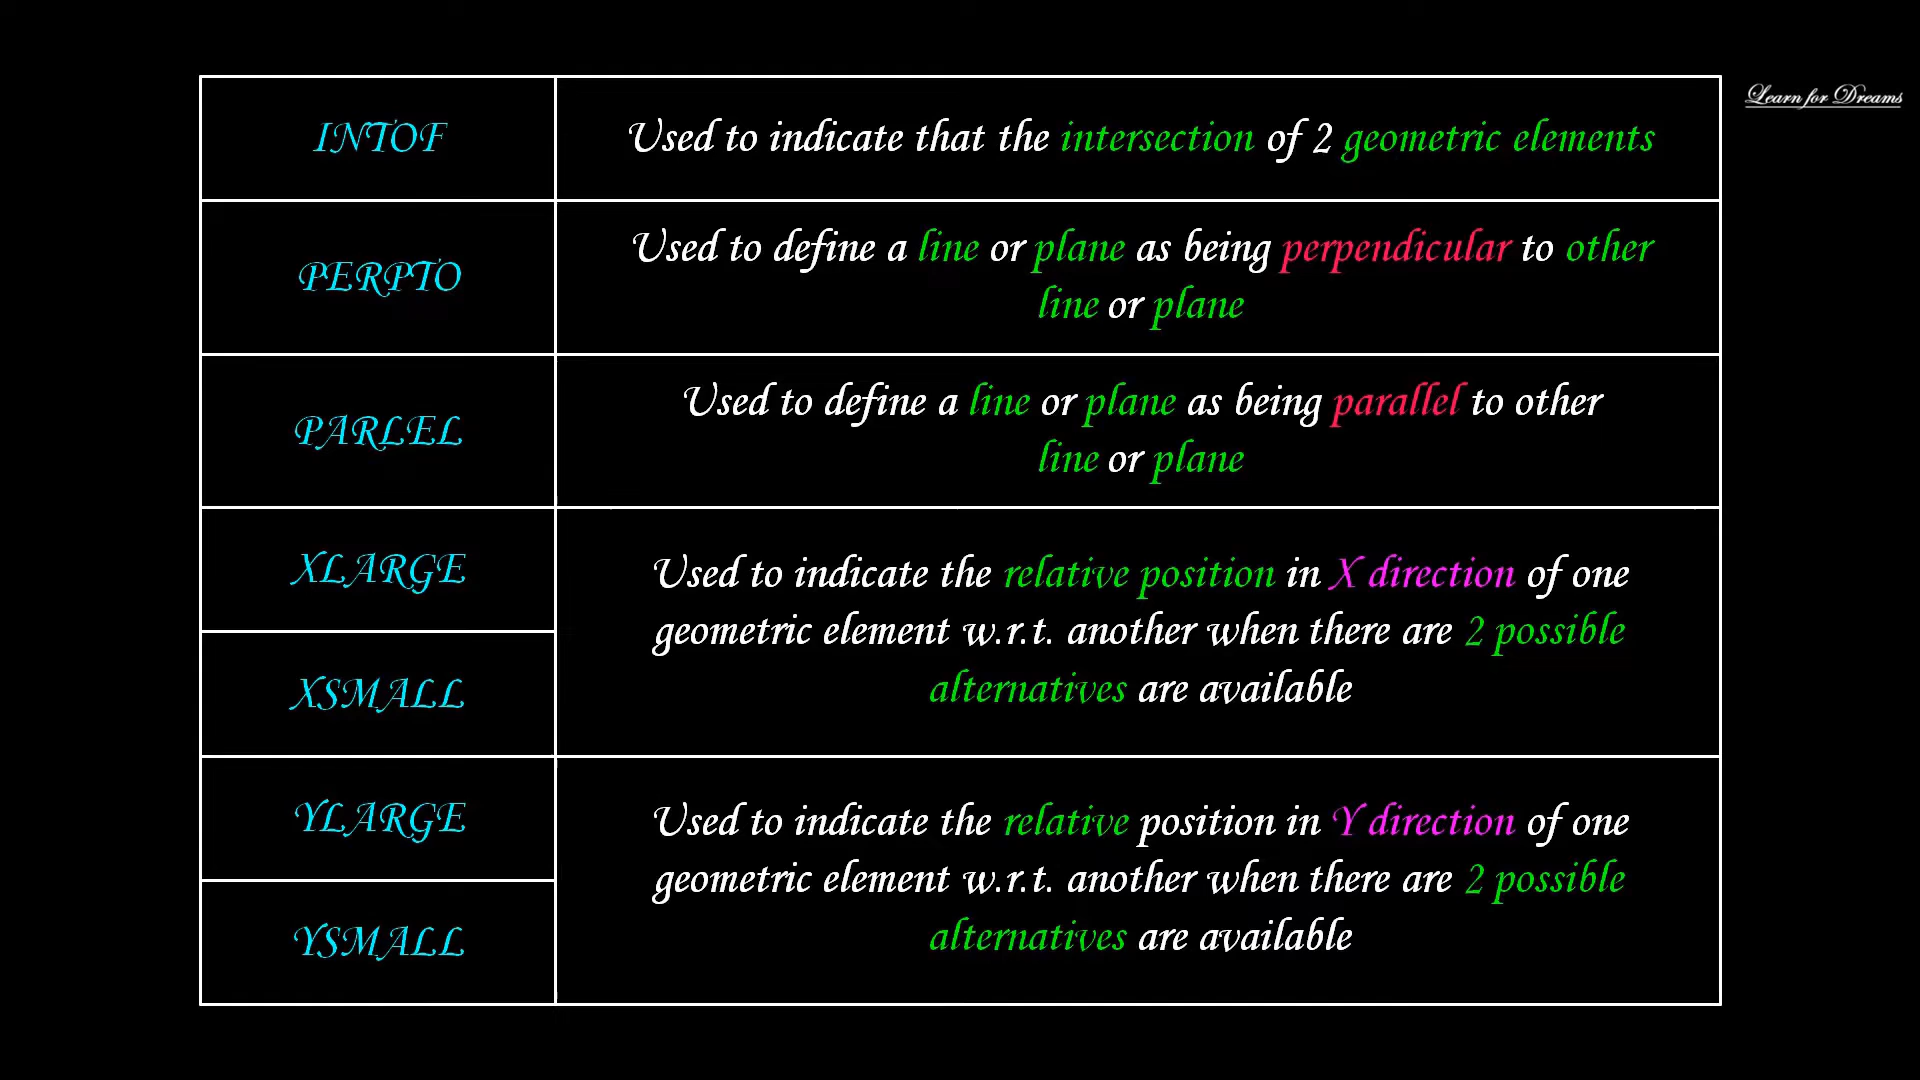 Learn for Dreams
INTOF
Used to indicate that the intersection of 2 geometric elements
PERPTO
Used to define a line or plane as being perpendicular to other
line or plane
PARLEL
Used to define a line or plane as being parallel to other
line or plane
XLARGE
XSMALL
Used to indicate the relative position in X direction of one
geometric element w.r.t. another when there are 2 possible
alternatives are available
YLARGE
YSMALL
Used to indicate the relative position in Y direction of one
geometric element w.r.t. another when there are 2 possible
alternatives are available